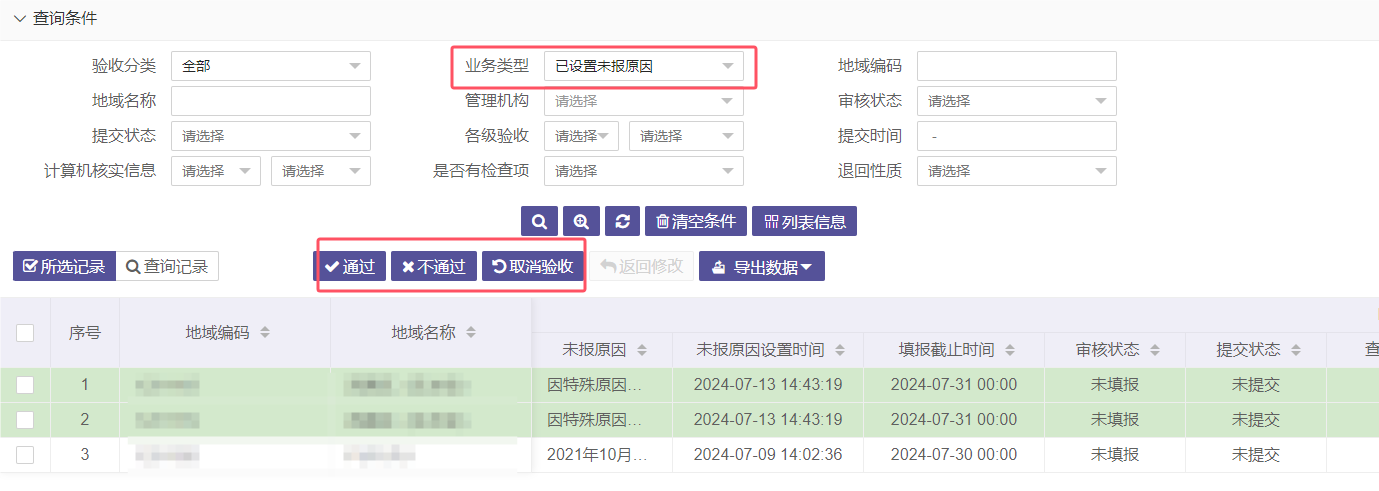 查询条件
验收分类 全部 业务类型 已设置未报原因 地域编码
地域名称 管理机构 请选择 审核状态 请选择
提交状态 请选择 各级验收 请选择 请选择 提交时间 -
计算机核实信息 请选择 请选择 是否有检查项 请选择 退回性质 请选择
清空条件 列表信息
所选记录 查询记录 通过 不通过 取消验收 返回修改 导出数据
序号 地域编码 地域名称
未报原因 未报原因设置时间 填报截止时间 审核状态 提交状态 查
1 因特殊原因... 2024-07-13 14:43:19 2024-07-31 00:00 未填报 未提交
2 因特殊原因... 2024-07-13 14:43:19 2024-07-31 00:00 未填报 未提交
3 2021年10月... 2024-07-09 14:02:36 2024-07-30 00:00 未填报 未提交